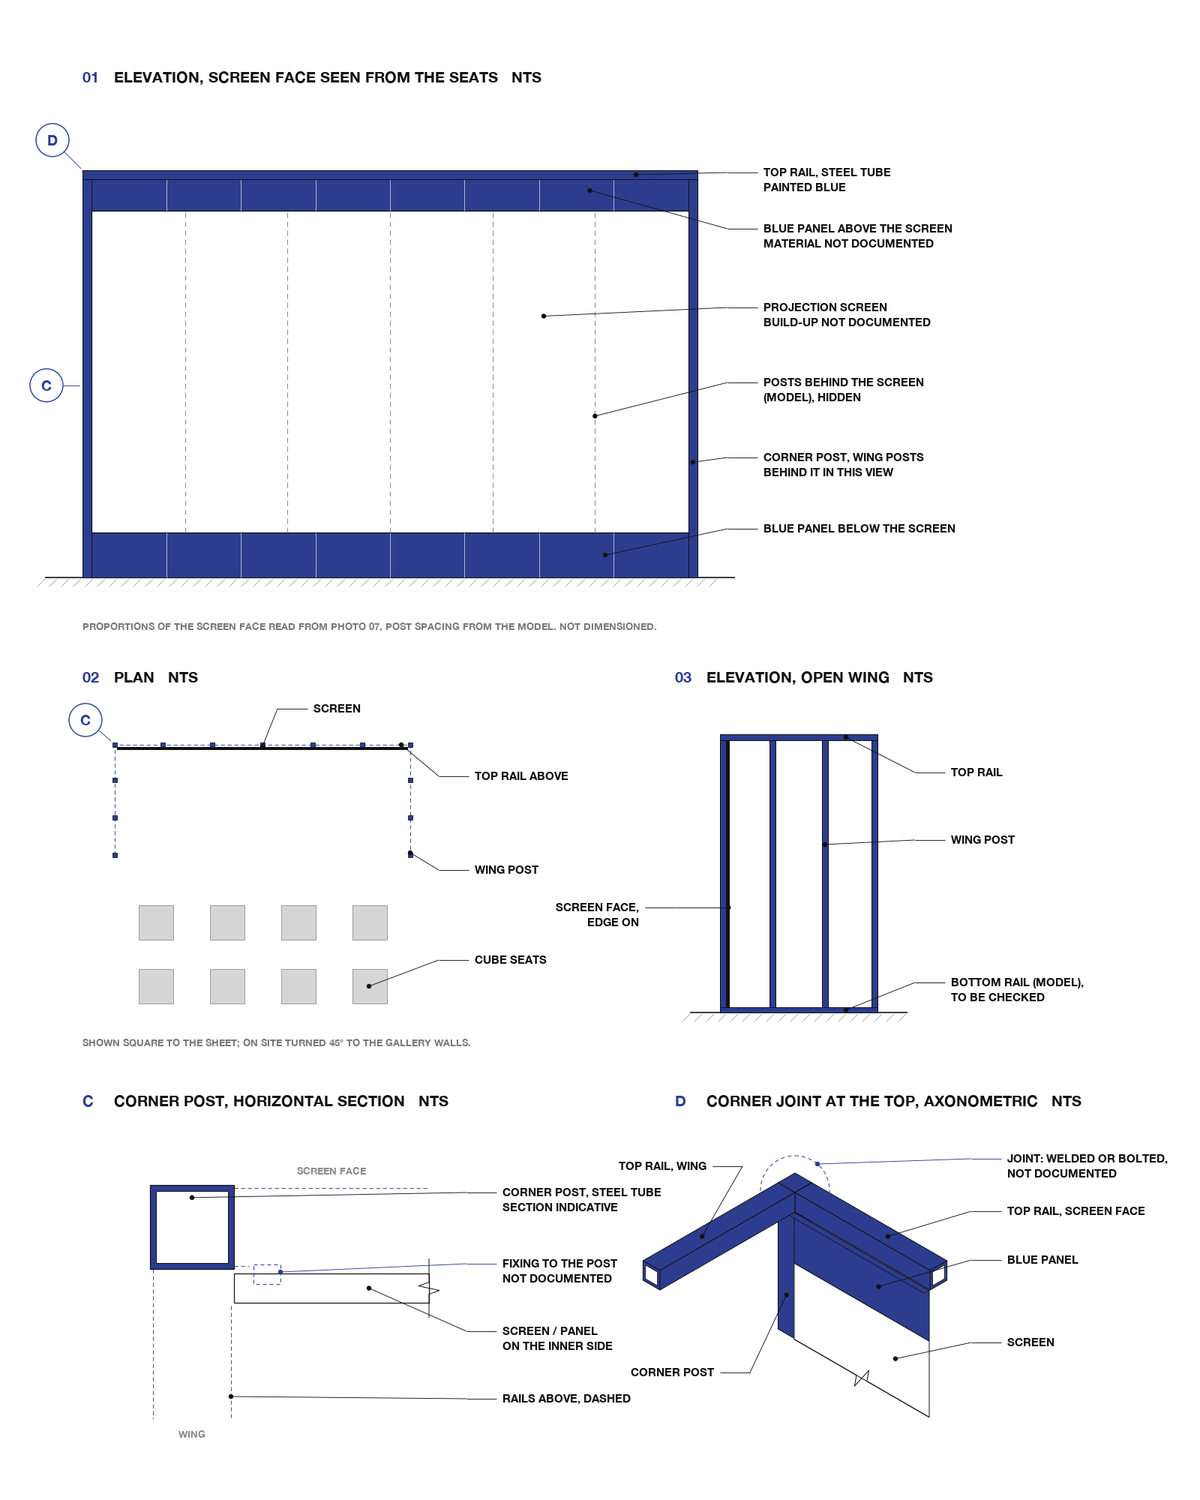 01 ELEVATION, SCREEN FACE SEEN FROM THE SEATS NTS
D
TOP RAIL, STEEL TUBE
PAINTED BLUE
BLUE PANEL ABOVE THE SCREEN
MATERIAL NOT DOCUMENTED
PROJECTION SCREEN
BUILD-UP NOT DOCUMENTED
C
POSTS BEHIND THE SCREEN
(MODEL), HIDDEN
CORNER POST, WING POSTS
BEHIND IT IN THIS VIEW
BLUE PANEL BELOW THE SCREEN
PROPORTIONS OF THE SCREEN FACE READ FROM PHOTO 07, POST SPACING FROM THE MODEL. NOT DIMENSIONED.
02 PLAN NTS
C
SCREEN
TOP RAIL ABOVE
WING POST
CUBE SEATS
SHOWN SQUARE TO THE SHEET; ON SITE TURNED 45° TO THE GALLERY WALLS.
03 ELEVATION, OPEN WING NTS
TOP RAIL
WING POST
SCREEN FACE,
EDGE ON
BOTTOM RAIL (MODEL),
TO BE CHECKED
C CORNER POST, HORIZONTAL SECTION NTS
SCREEN FACE
CORNER POST, STEEL TUBE
SECTION INDICATIVE
FIXING TO THE POST
NOT DOCUMENTED
SCREEN / PANEL
ON THE INNER SIDE
RAILS ABOVE, DASHED
WING
D CORNER JOINT AT THE TOP, AXONOMETRIC NTS
TOP RAIL, WING
JOINT: WELDED OR BOLTED,
NOT DOCUMENTED
TOP RAIL, SCREEN FACE
BLUE PANEL
SCREEN
CORNER POST